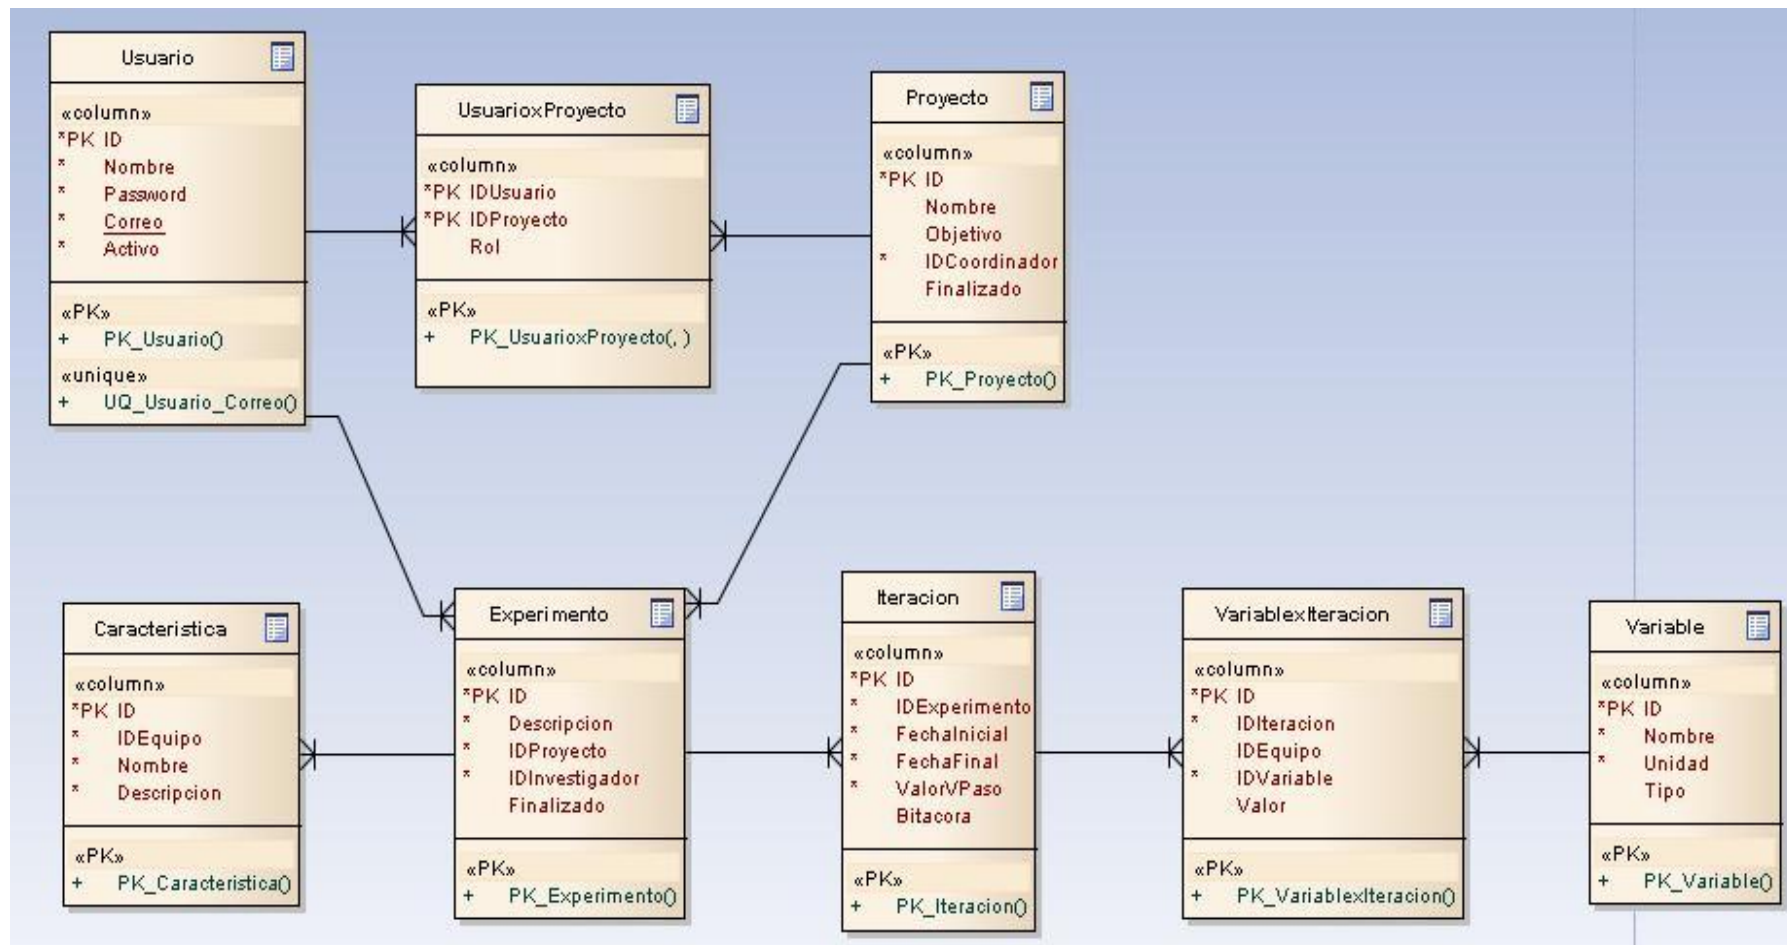 Usuario
«column»
*PK ID
* Nombre
* Password
* Correo
* Activo
«PK»
+ PK_Usuario()
«unique»
+ UQ_Usuario_Correo()
UsuarioxProyecto
«column»
*PK IDUsuario
*PK IDProyecto
Rol
«PK»
+ PK_UsuarioxProyecto(, )
Proyecto
«column»
*PK ID
Nombre
Objetivo
* IDCoordinador
Finalizado
«PK»
+ PK_Proyecto()
Caracteristica
«column»
*PK ID
* IDEquipo
* Nombre
* Descripcion
«PK»
+ PK_Caracteristica()
Experimento
«column»
*PK ID
* Descripcion
* IDProyecto
* IDInvestigador
Finalizado
«PK»
+ PK_Experimento()
Iteracion
«column»
*PK ID
* IDExperimento
* FechaInicial
* FechaFinal
* ValorVPaso
Bitacora
«PK»
+ PK_Iteracion()
VariablexIteracion
«column»
*PK ID
* IDIteracion
IDEquipo
* IDVariable
Valor
«PK»
+ PK_VariablexIteracion()
Variable
«column»
*PK ID
* Nombre
* Unidad
Tipo
«PK»
+ PK_Variable()